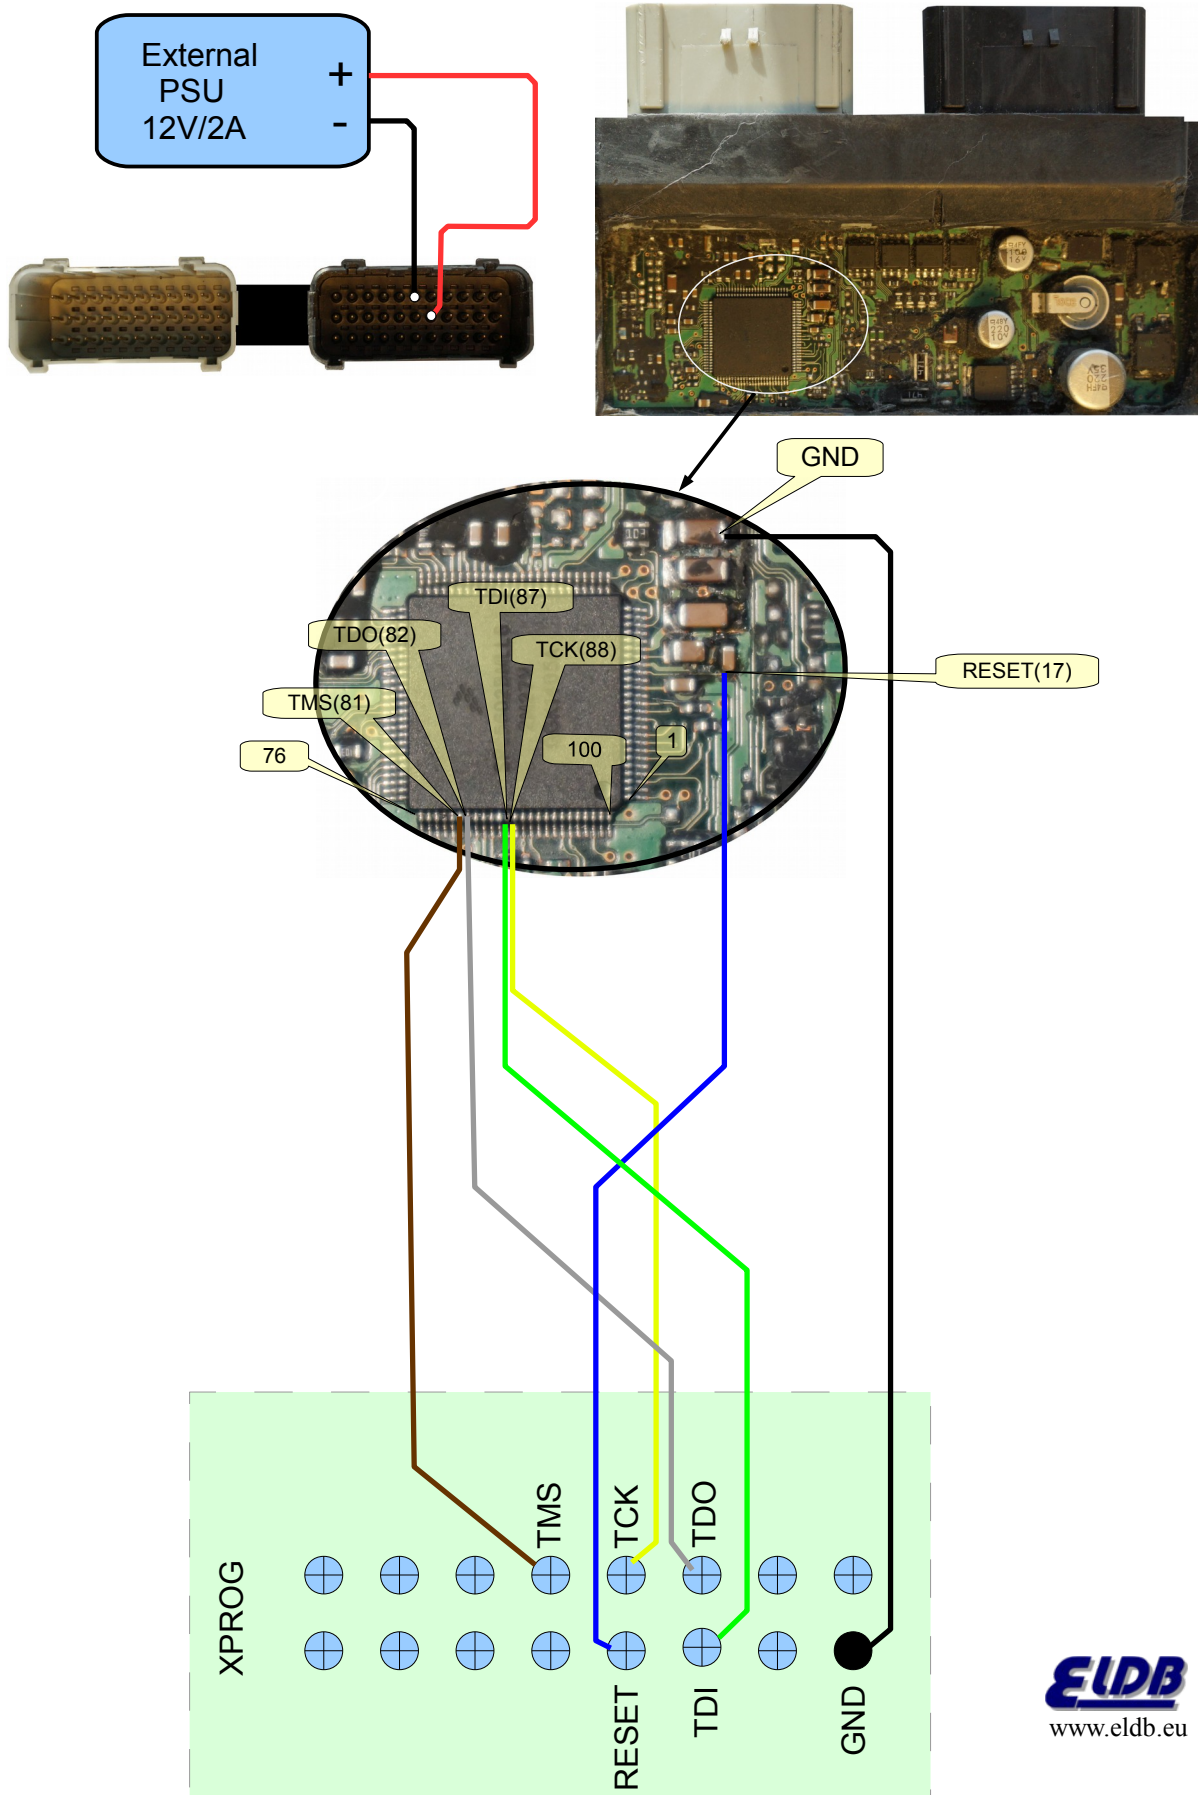 External
PSU
12V/2A
+
-
GND
TDI(87)
TDO(82)
TCK(88)
RESET(17)
TMS(81)
76
100
1
XPROG
TMS
TCK
TDO
RESET
TDI
GND
ELDB
www.eldb.eu